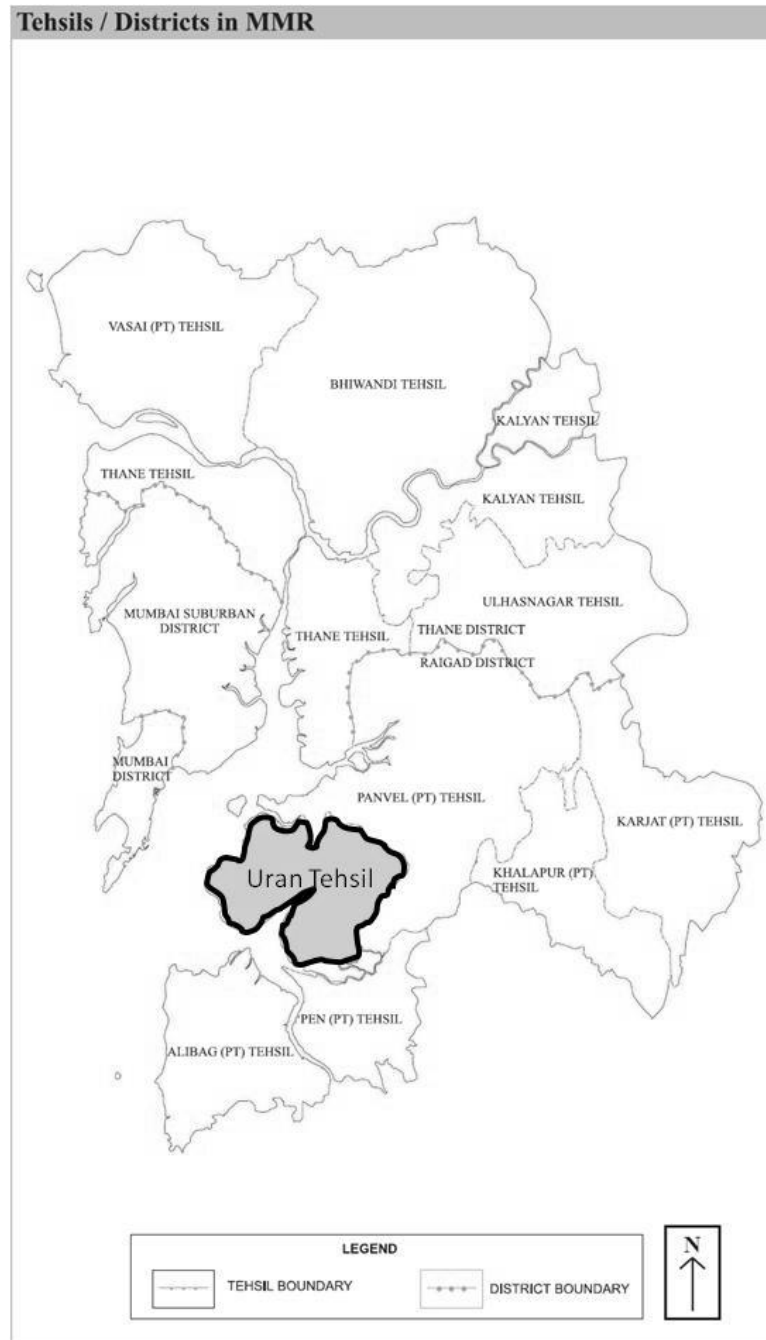 Tehsils / Districts in MMR
VASAI (PT) TEHSIL
BHIWANDI TEHSIL
KALYAN TEHSIL
THANE TEHSIL
KALYAN TEHSIL
ULHASNAGAR TEHSIL
MUMBAI SUBURBAN
DISTRICT
THANE TEHSIL
THANE DISTRICT
RAIGAD DISTRICT
MUMBAI
DISTRICT
PANVEL (PT) TEHSIL
KARJAT (PT) TEHSIL
KHALAPUR (PT)
TEHSIL
Uran Tehsil
PEN (PT) TEHSIL
ALIBAG (PT) TEHSIL
LEGEND
TEHSIL BOUNDARY
DISTRICT BOUNDARY
N